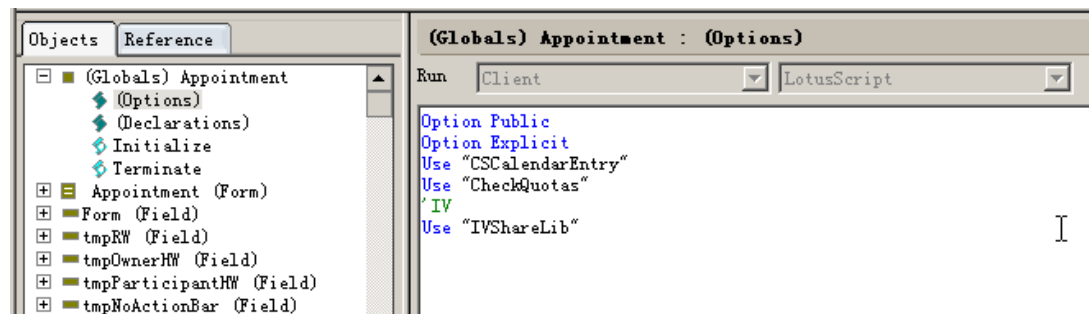 Objects Reference
(Globals) Appointment
(Options)
(Declarations)
Initialize
Terminate
Appointment (Form)
Form (Field)
tmpRW (Field)
tmpOwnerHW (Field)
tmpParticipantHW (Field)
tmpNoActionBar (Field)
(Globals) Appointment : (Options)
Run Client LotusScript
Option Public
Option Explicit
Use "CSCalendarEntry"
Use "CheckQuotas"
'IV
Use "IVShareLib"